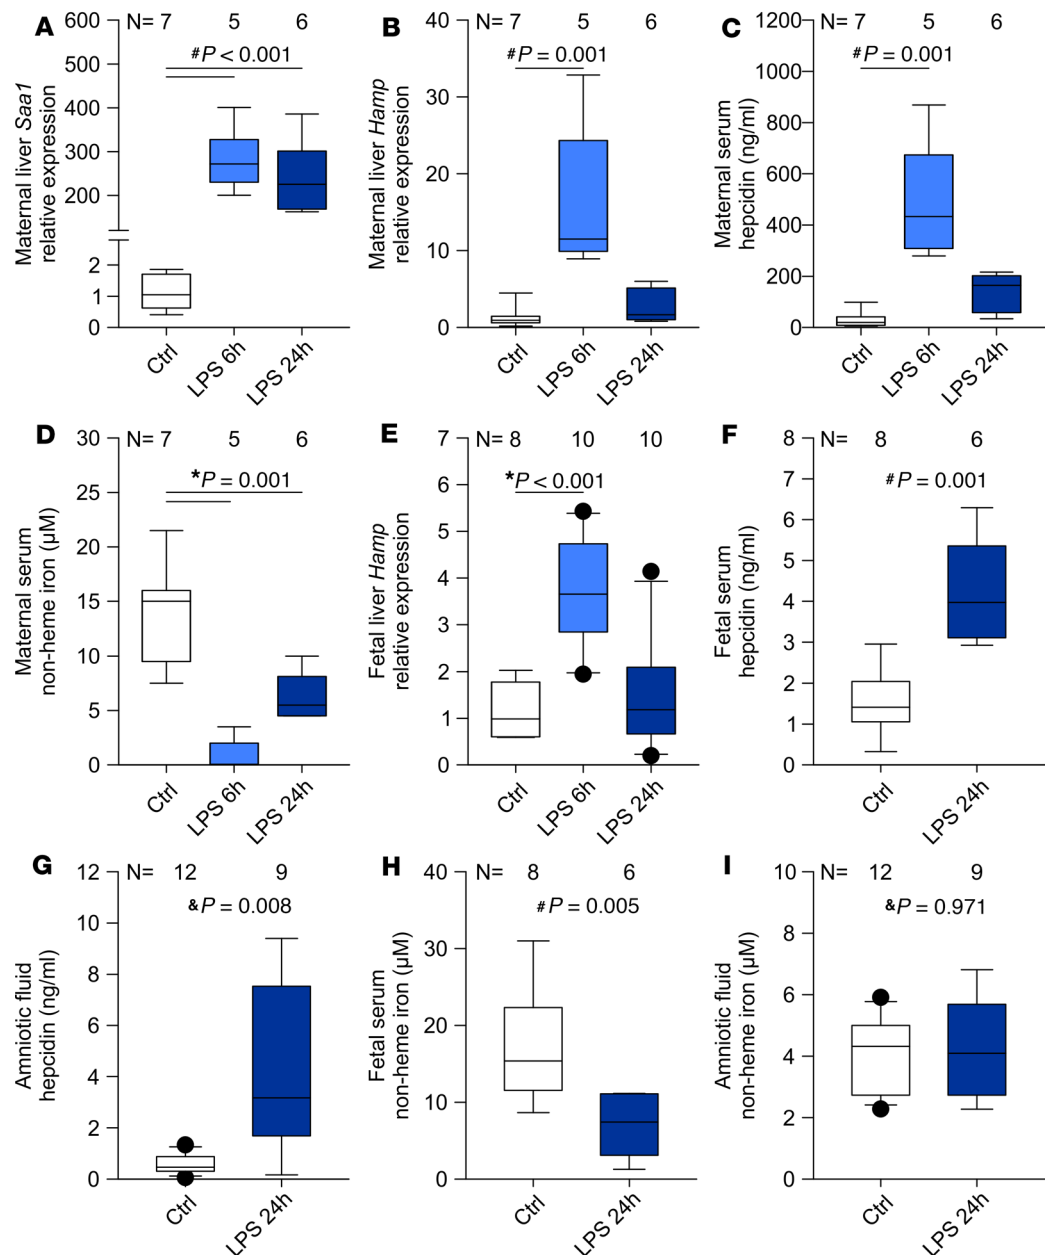 A
N= 7 5 6
#P < 0.001
Maternal liver Saa1
relative expression
600
500
400
300
200
2
1
0
Ctrl
LPS 6h
LPS 24h
B
N= 7 5 6
#P = 0.001
Maternal liver Hamp
relative expression
40
30
20
10
0
Ctrl
LPS 6h
LPS 24h
C
N= 7 5 6
#P = 0.001
Maternal serum
hepcidin (ng/ml)
1200
1000
800
600
400
200
0
Ctrl
LPS 6h
LPS 24h
D
N= 7 5 6
*P = 0.001
Maternal serum
non-heme iron (µM)
30
25
20
15
10
5
0
Ctrl
LPS 6h
LPS 24h
E
N= 8 10 10
*P < 0.001
Fetal liver Hamp
relative expression
7
6
5
4
3
2
1
0
Ctrl
LPS 6h
LPS 24h
F
N= 8 6
#P = 0.001
Fetal serum
hepcidin (ng/ml)
8
7
6
5
4
3
2
1
0
Ctrl
LPS 24h
G
N= 12 9
&P = 0.008
Amniotic fluid
hepcidin (ng/ml)
12
10
8
6
4
2
0
Ctrl
LPS 24h
H
N= 8 6
#P = 0.005
Fetal serum
non-heme iron (µM)
40
30
20
10
0
Ctrl
LPS 24h
I
N= 12 9
&P = 0.971
Amniotic fluid
non-heme iron (µM)
10
8
6
4
2
0
Ctrl
LPS 24h